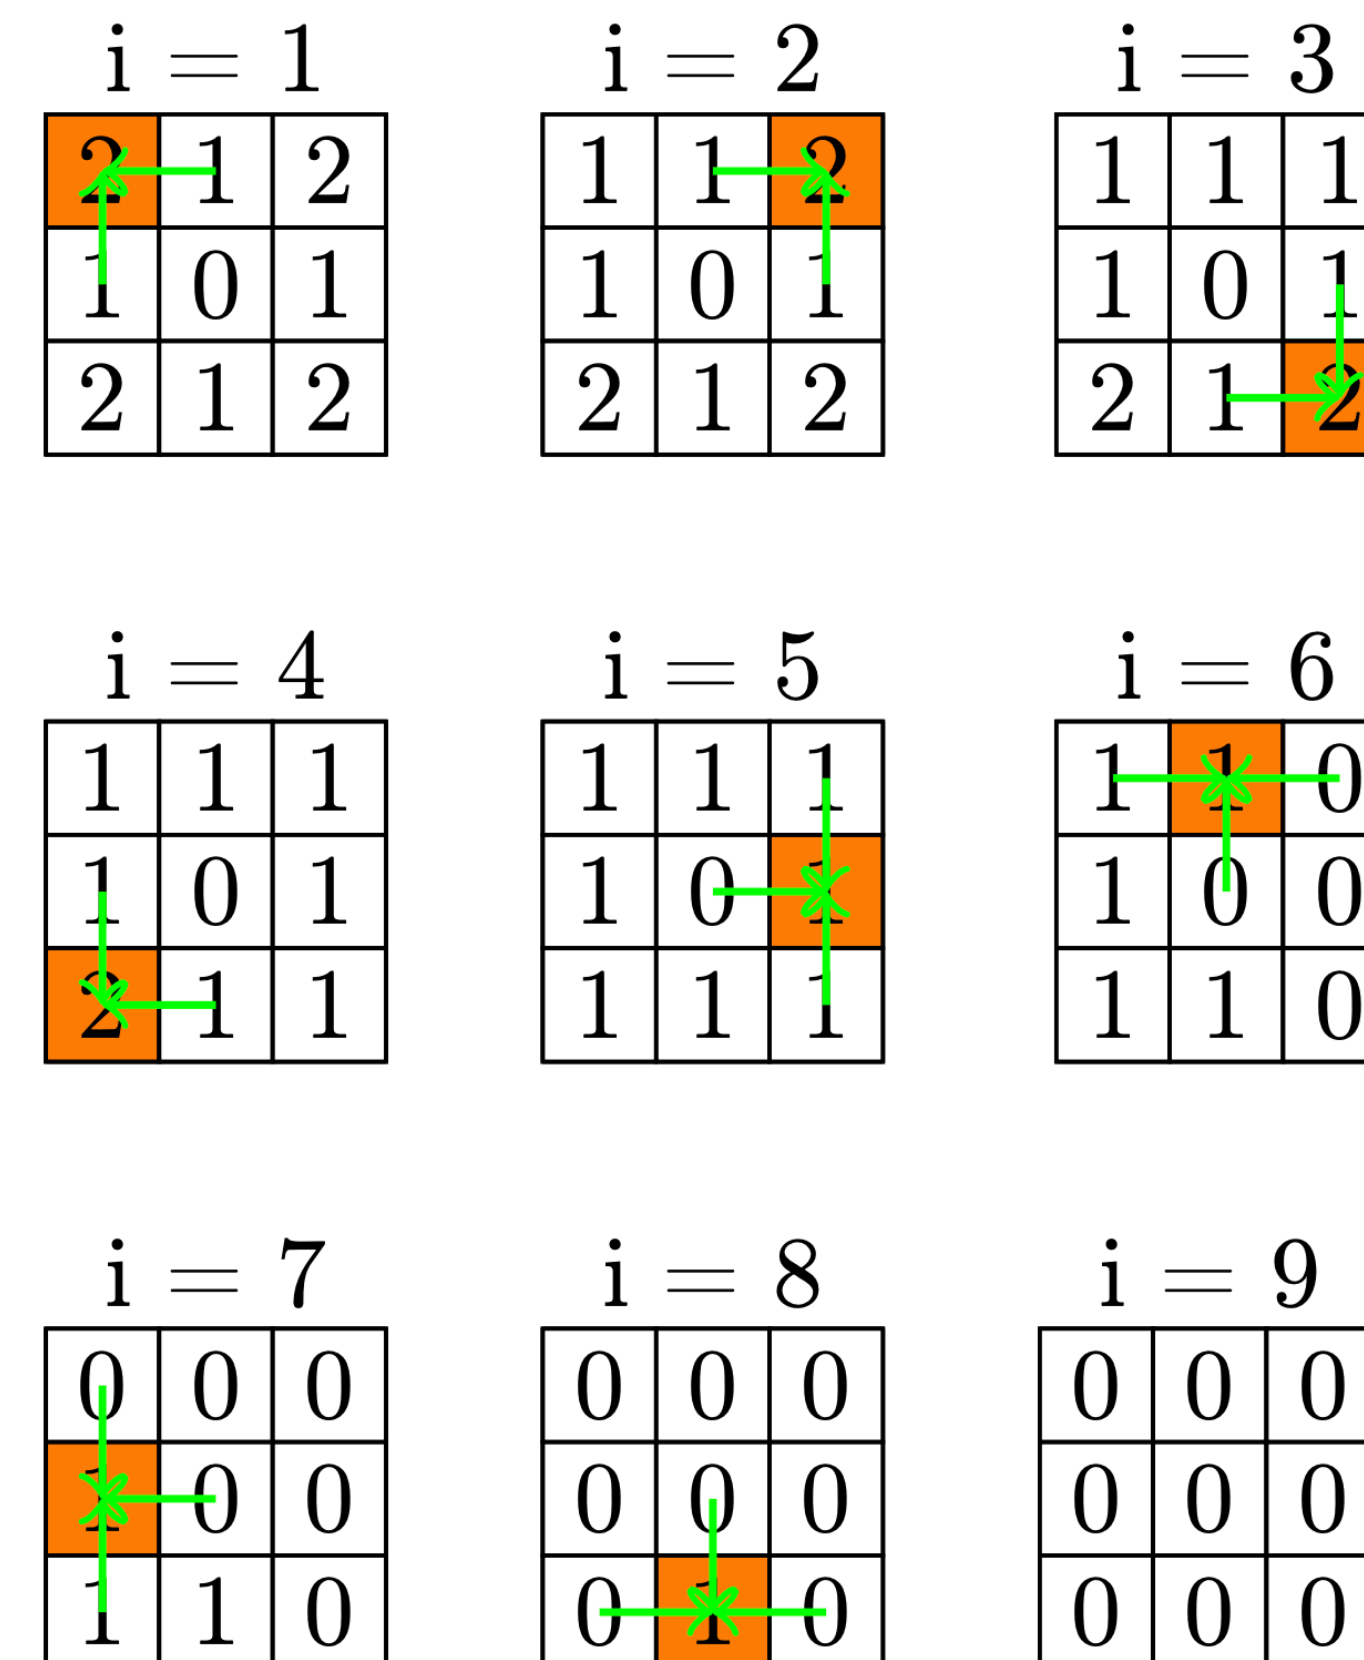 i = 1 i = 2 i = 3
2 1 2 1 1 2 1 1 1
1 0 1 1 0 1 1 0 1
2 1 2 2 1 2 2 1 2
i = 4 i = 5 i = 6
1 1 1 1 1 1 1 1 0
1 0 1 1 0 1 1 0 0
2 1 1 1 1 1 1 1 0
i = 7 i = 8 i = 9
0 0 0 0 0 0 0 0 0
1 0 0 0 0 0 0 0 0
1 1 0 0 1 0 0 0 0